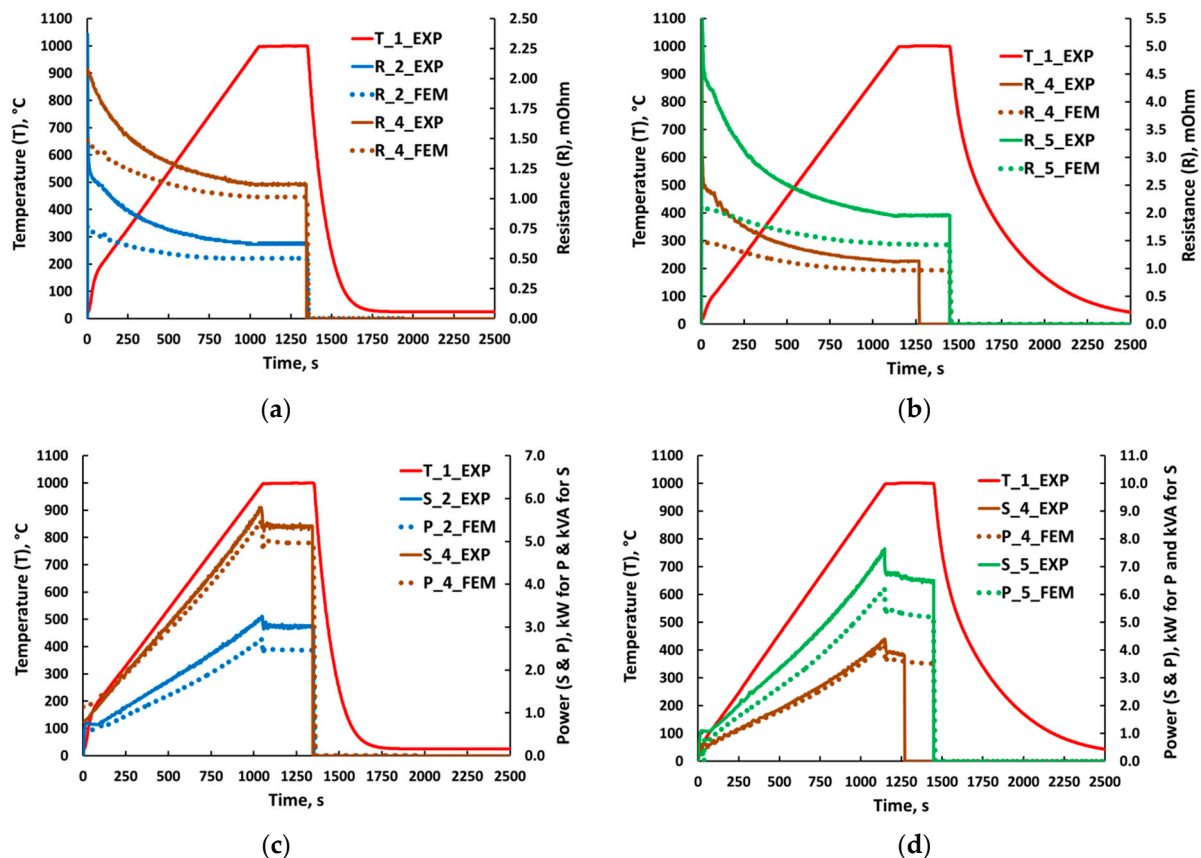 1100 1000 900 800 700 600 500 400 300 200 100 0
Temperature (T), °C
T_1_EXP
R_2_EXP
R_2_FEM
R_4_EXP
R_4_FEM
2.50 2.25 2.00 1.75 1.50 1.25 1.00 0.75 0.50 0.25 0.00
Resistance (R), mOhm
0 250 500 750 1000 1250 1500 1750 2000 2250 2500
Time, s
(a)
1100 1000 900 800 700 600 500 400 300 200 100 0
Temperature (T), °C
T_1_EXP
R_4_EXP
R_4_FEM
R_5_EXP
R_5_FEM
5.5 5.0 4.5 4.0 3.5 3.0 2.5 2.0 1.5 1.0 0.5 0.0
Resistance (R), mOhm
0 250 500 750 1000 1250 1500 1750 2000 2250 2500
Time, s
(b)
1100 1000 900 800 700 600 500 400 300 200 100 0
Temperature (T), °C
T_1_EXP
S_2_EXP
P_2_FEM
S_4_EXP
P_4_FEM
7.0 6.0 5.0 4.0 3.0 2.0 1.0 0.0
Power (S & P), kW for P & kVA for S
0 250 500 750 1000 1250 1500 1750 2000 2250 2500
Time, s
(c)
1100 1000 900 800 700 600 500 400 300 200 100 0
Temperature (T), °C
T_1_EXP
S_4_EXP
P_4_FEM
S_5_EXP
P_5_FEM
11.0 10.0 9.0 8.0 7.0 6.0 5.0 4.0 3.0 2.0 1.0 0.0
Power (S & P), kW for P and kVA for S
0 250 500 750 1000 1250 1500 1750 2000 2250 2500
Time, s
(d)